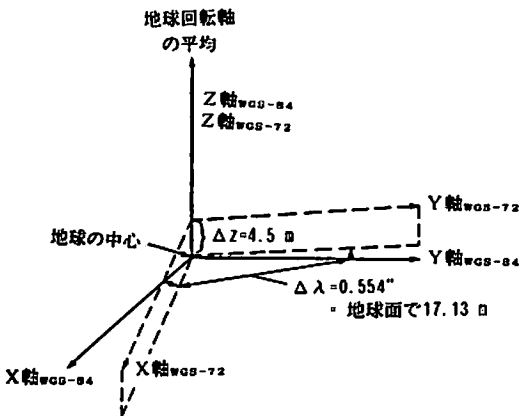 地球回転軸
の平均
Z軸WGS-84
Z軸WGS-72
Y軸WGS-72
地球の中心
Δz=4.5 m
Y軸WGS-84
Δλ=0.554"
= 地球面で17.13 m
X軸WGS-84
X軸WGS-72